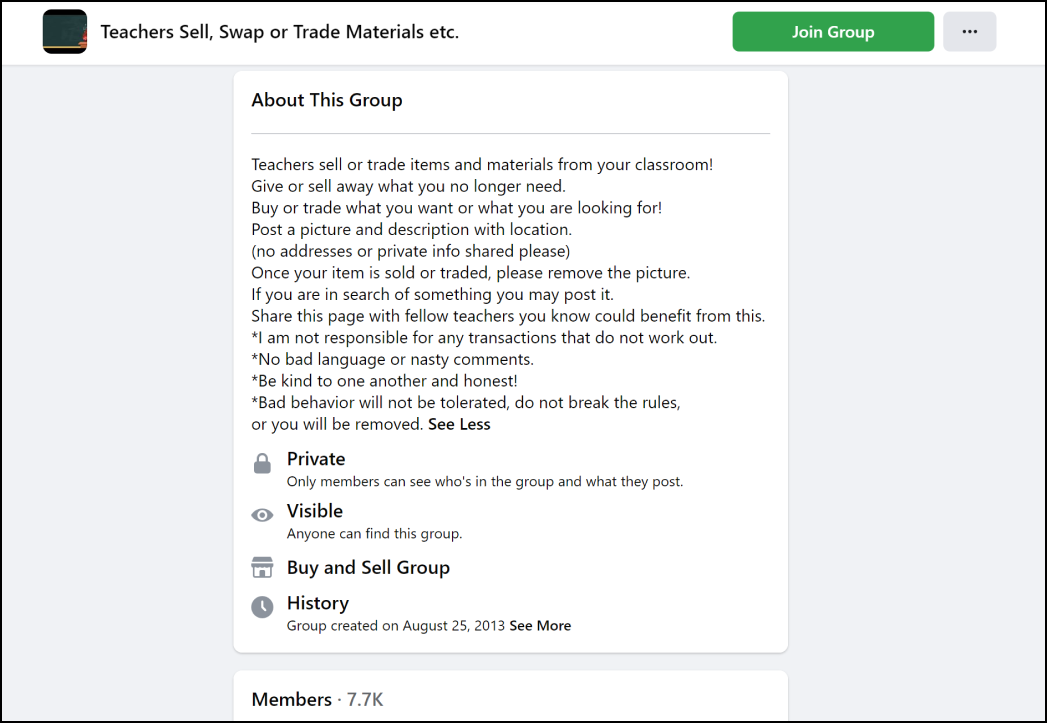 Teachers Sell, Swap or Trade Materials etc.
Join Group
...
About This Group
Teachers sell or trade items and materials from your classroom!
Give or sell away what you no longer need.
Buy or trade what you want or what you are looking for!
Post a picture and description with location.
(no addresses or private info shared please)
Once your item is sold or traded, please remove the picture.
If you are in search of something you may post it.
Share this page with fellow teachers you know could benefit from this.
*I am not responsible for any transactions that do not work out.
*No bad language or nasty comments.
*Be kind to one another and honest!
*Bad behavior will not be tolerated, do not break the rules,
or you will be removed. See Less
Private
Only members can see who's in the group and what they post.
Visible
Anyone can find this group.
Buy and Sell Group
History
Group created on August 25, 2013 See More
Members · 7.7K